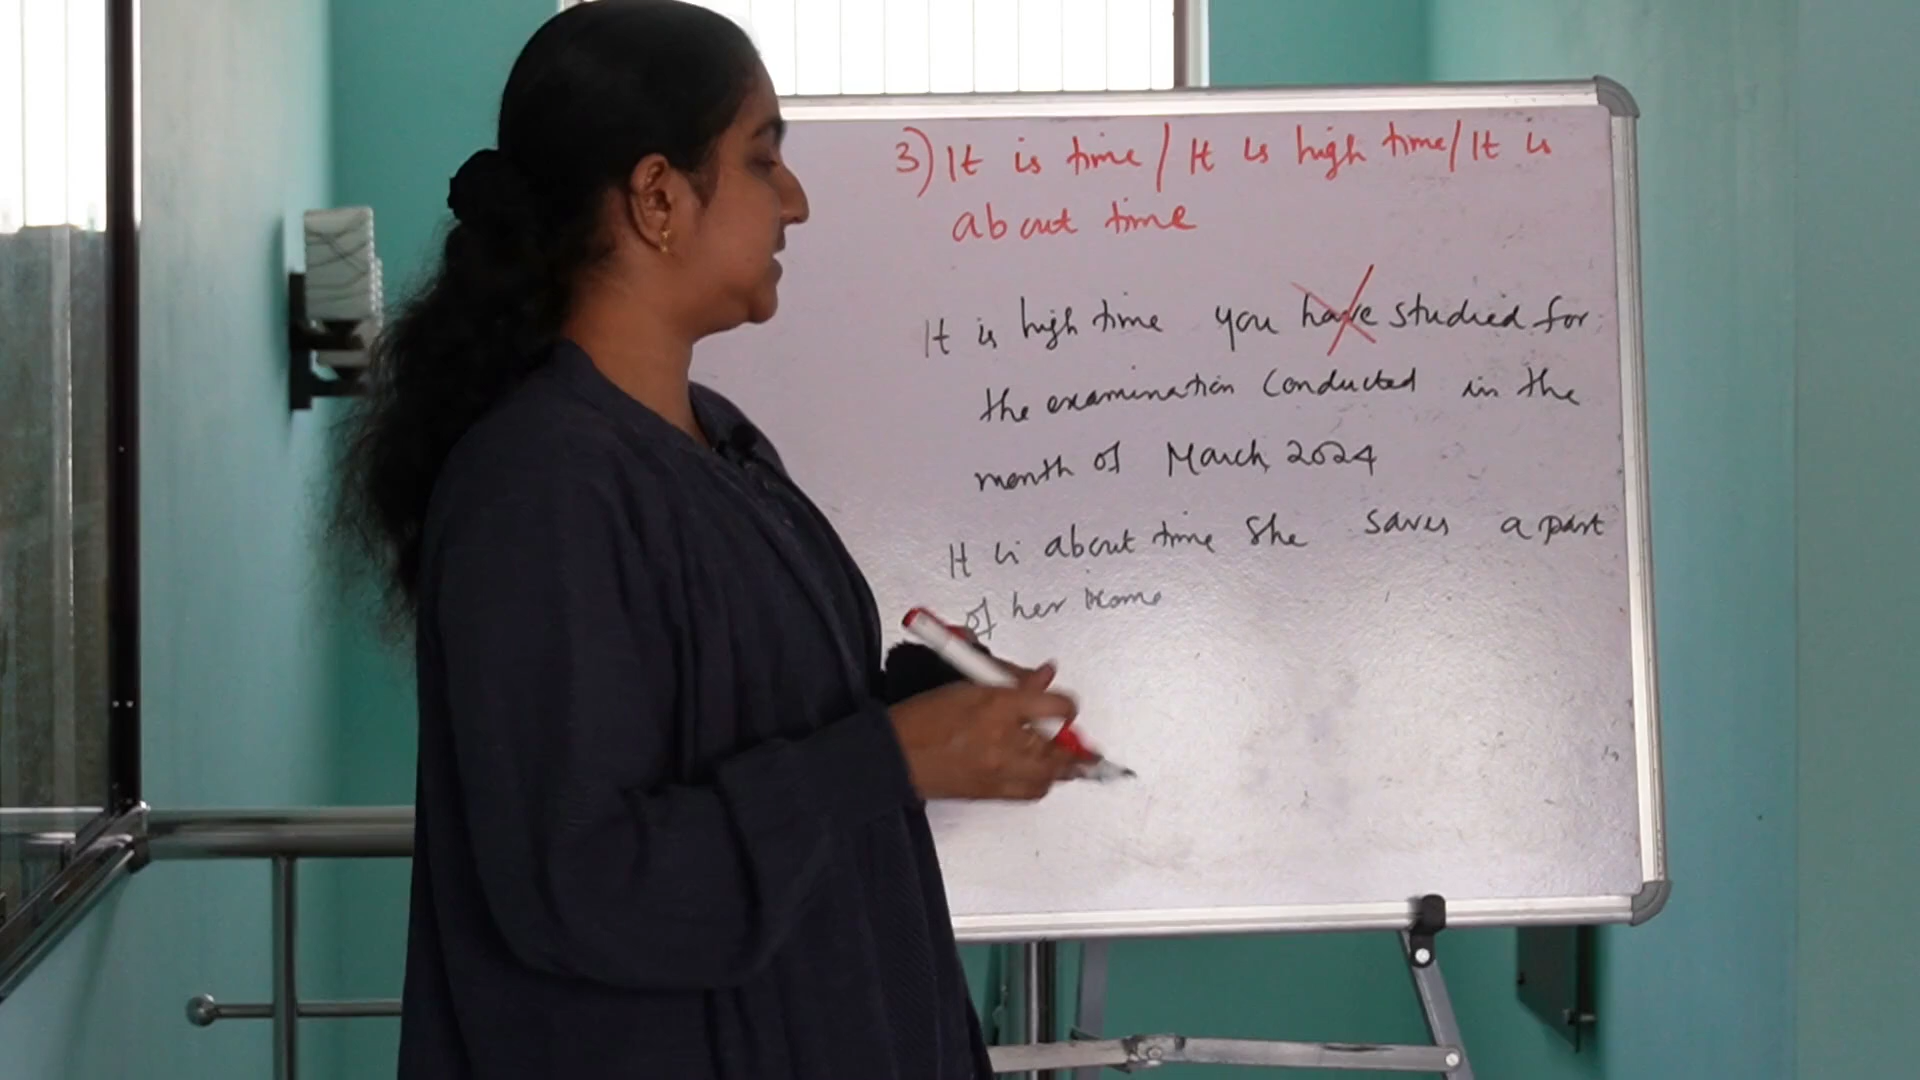 3) It is time / It is high time / It is
about time
It is high time you have studied for
the examination conducted in the
month of March, 2024
It is about time she saves a part
of her income